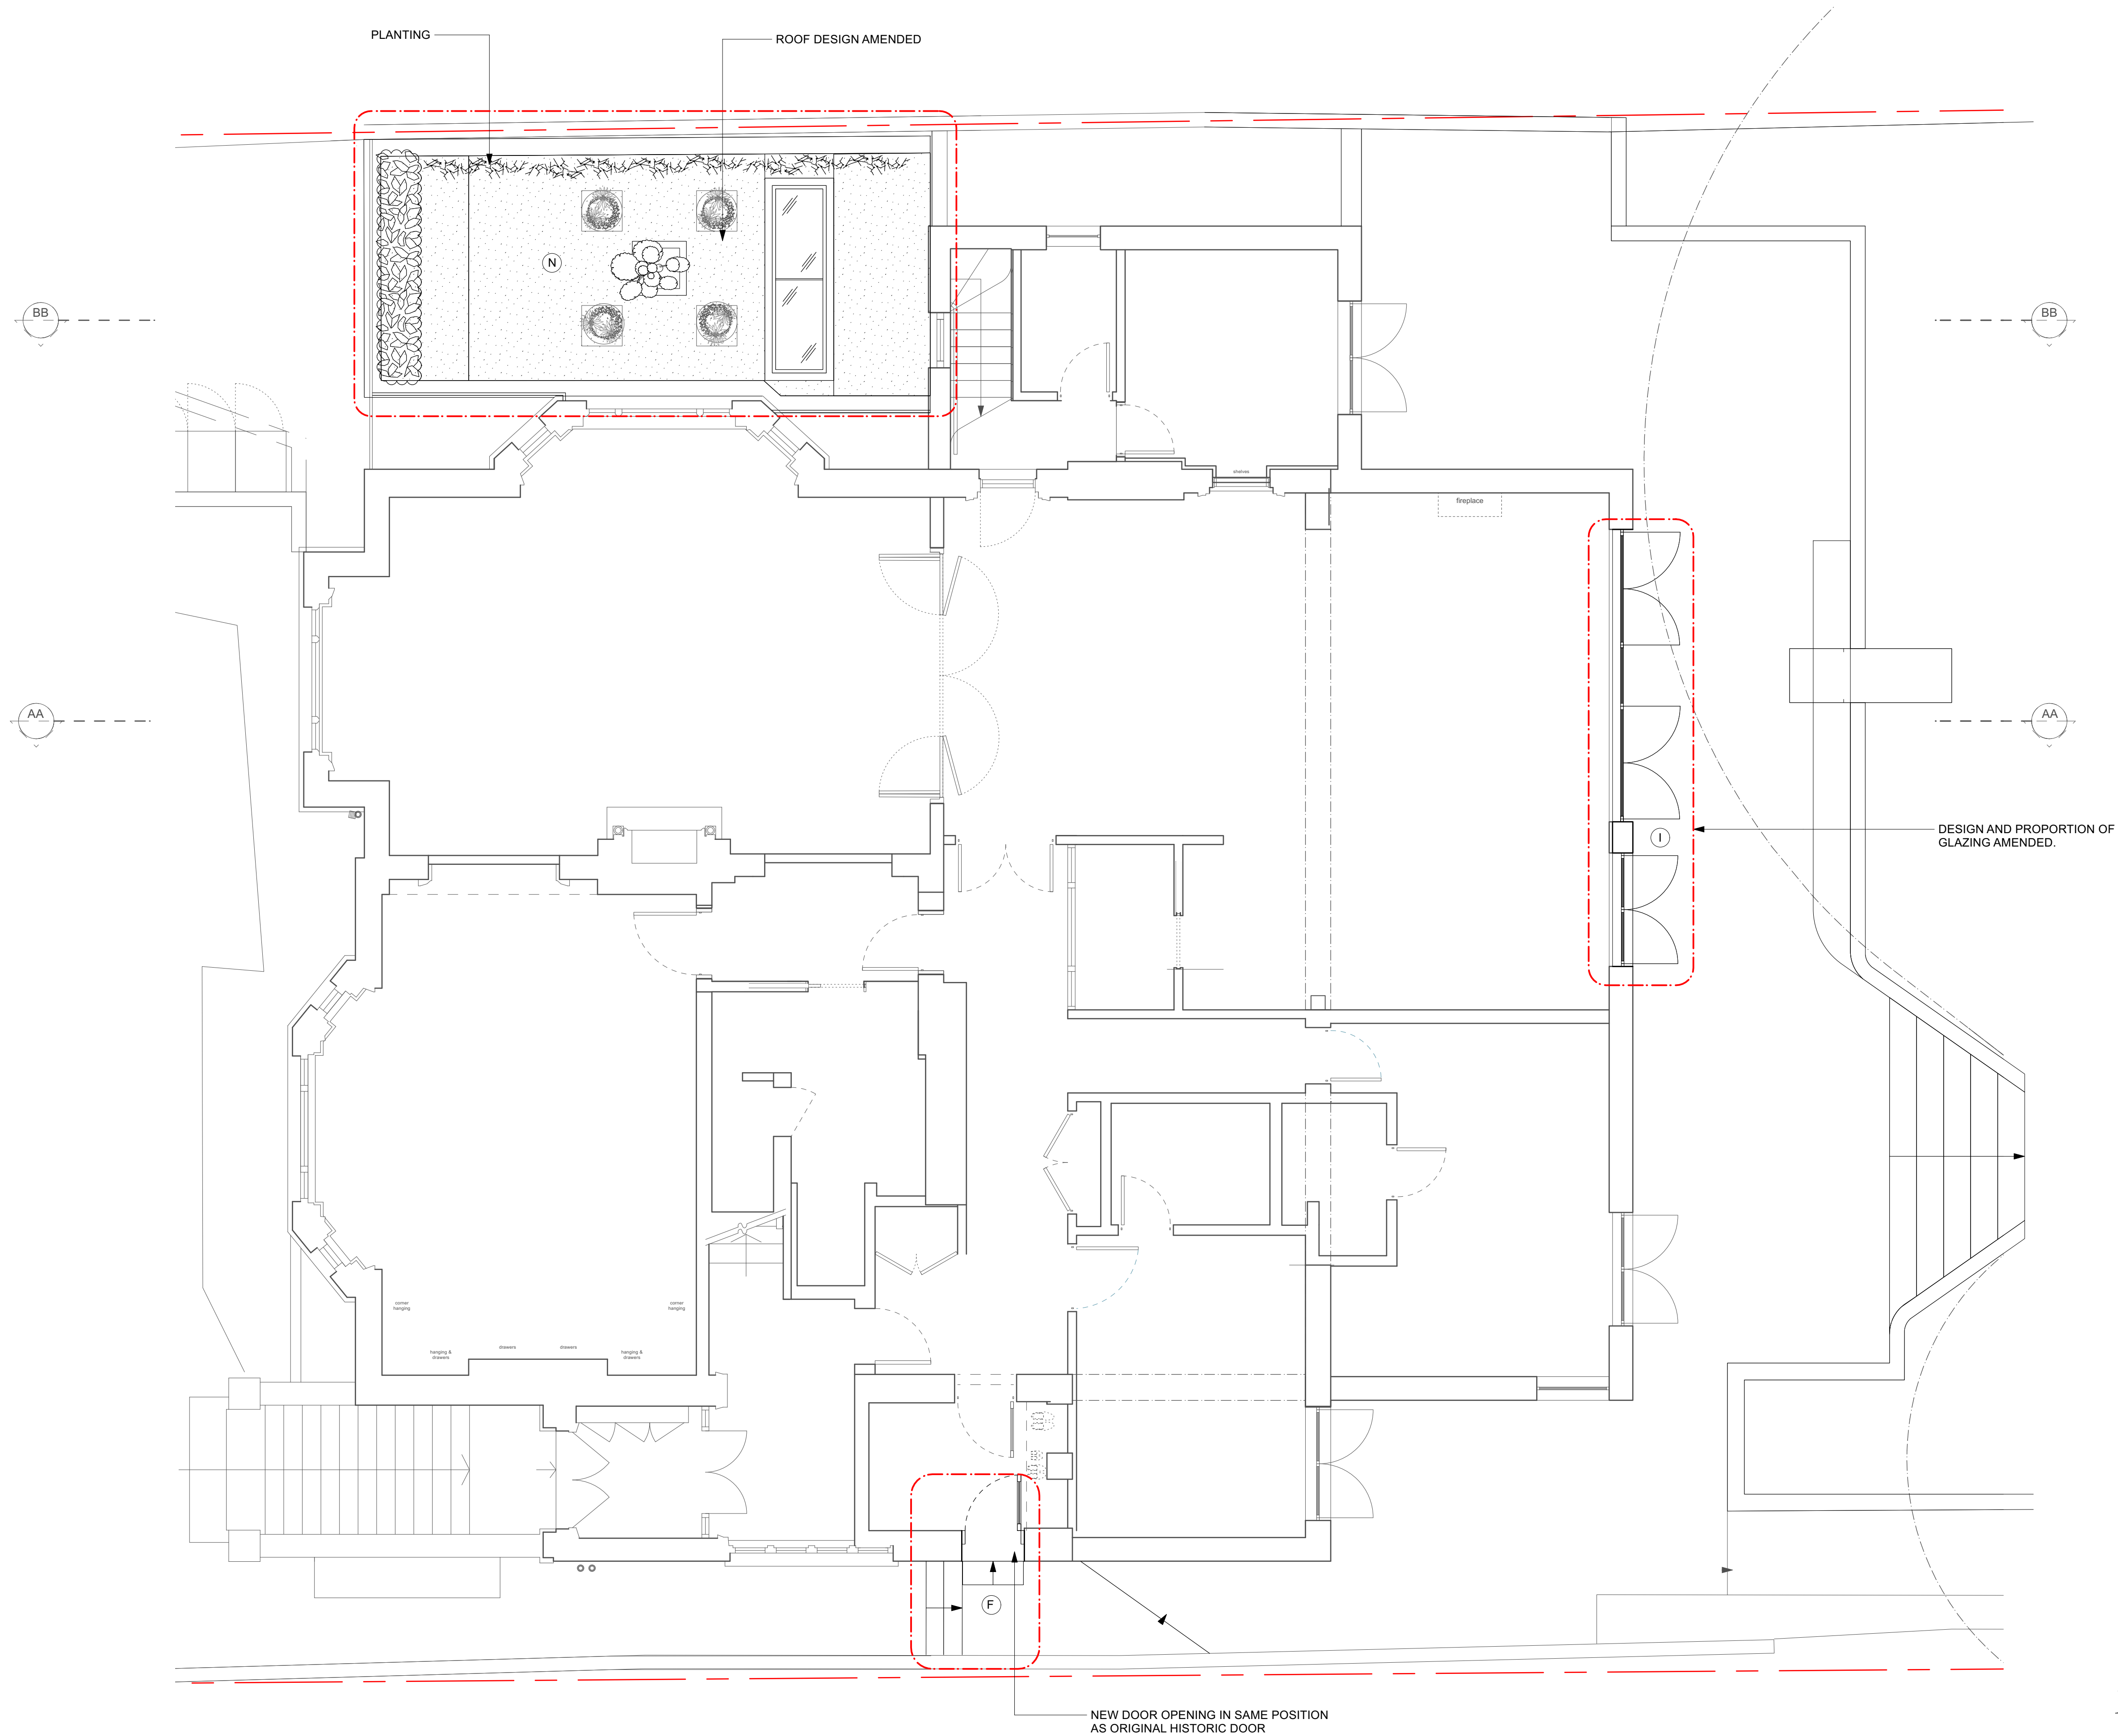 PLANTING
ROOF DESIGN AMENDED
N
BB
BB
shelves
fireplace
AA
AA
DESIGN AND PROPORTION OF
GLAZING AMENDED.
I
corner
hanging
corner
hanging
hanging &
drawers
drawers
drawers
hanging &
drawers
F
NEW DOOR OPENING IN SAME POSITION
AS ORIGINAL HISTORIC DOOR